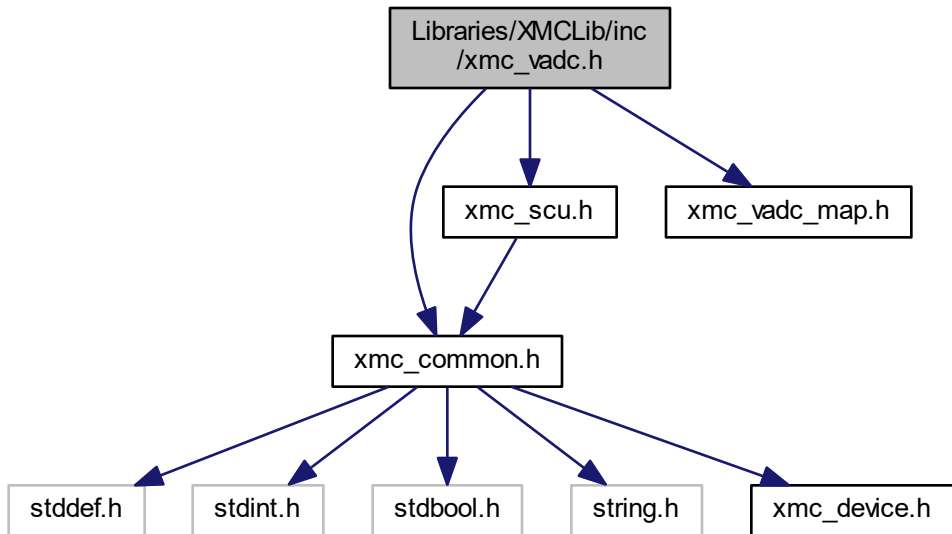 Libraries/XMCLib/inc
/xmc_vadc.h
xmc_scu.h
xmc_vadc_map.h
xmc_common.h
stddef.h
stdint.h
stdbool.h
string.h
xmc_device.h